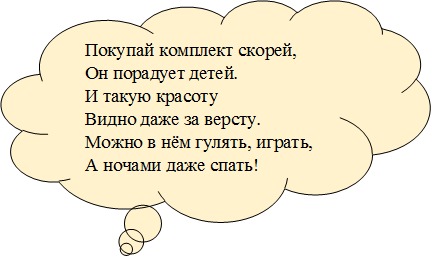 Покупай комплект скорей,
Он порадует детей.
И такую красоту
Видно даже за версту.
Можно в нём гулять, играть,
А ночами даже спать!